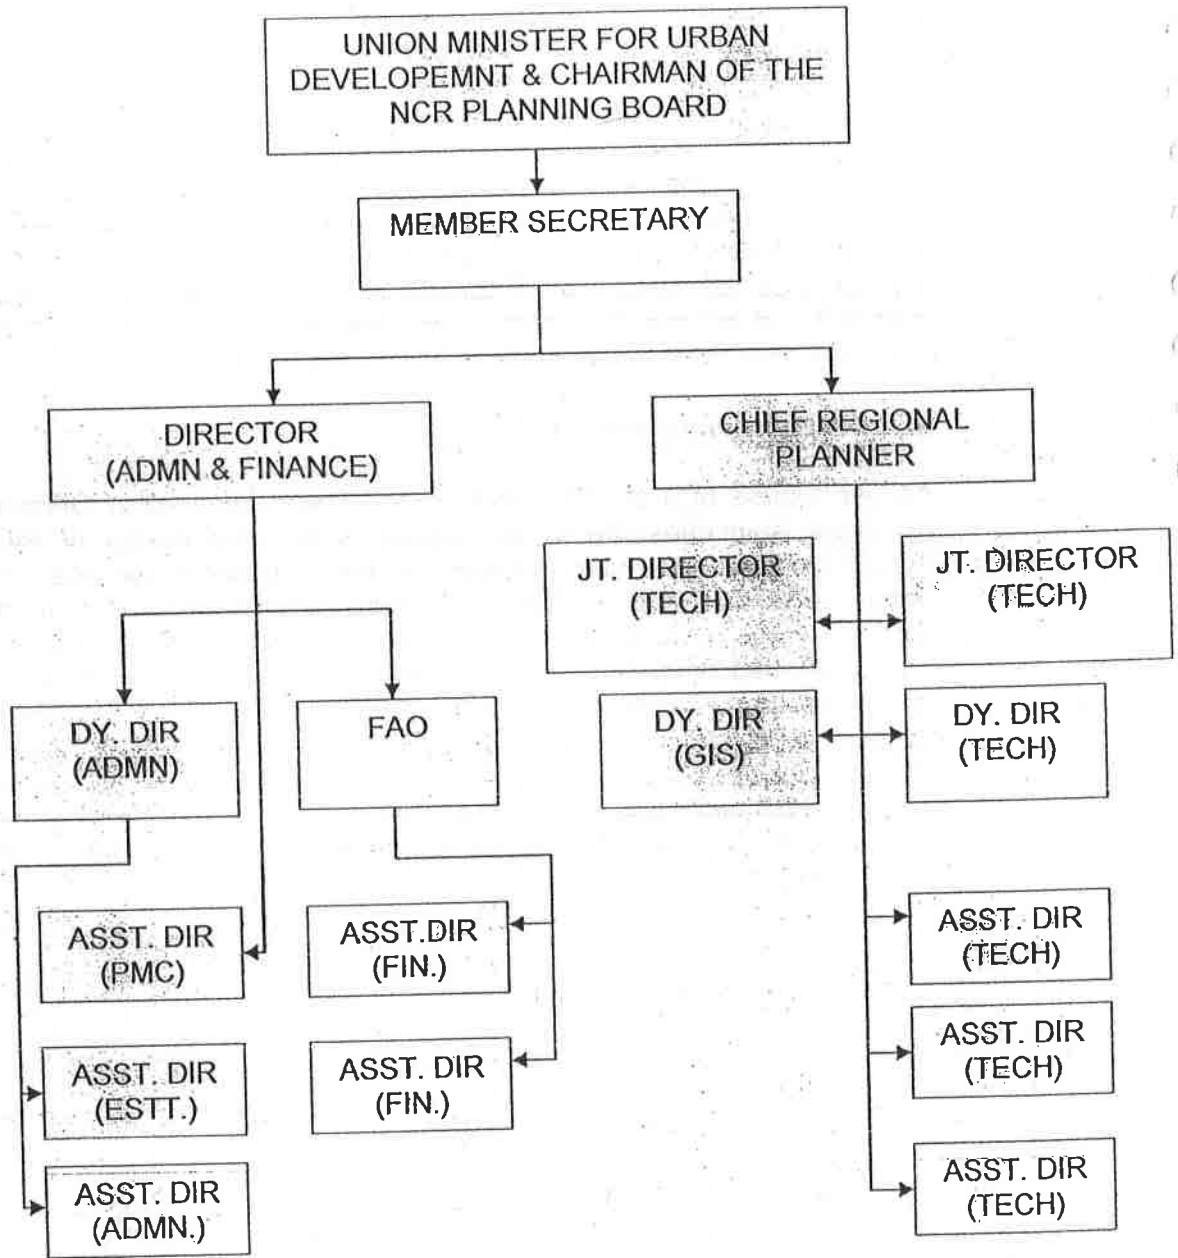 UNION MINISTER FOR URBAN
DEVELOPEMNT & CHAIRMAN OF THE
NCR PLANNING BOARD
MEMBER SECRETARY
DIRECTOR
(ADMN.& FINANCE)
CHIEF REGIONAL
PLANNER
JT. DIRECTOR
(TECH)
JT. DIRECTOR
(TECH)
DY. DIR
(ADMN)
FAO
DY. DIR
(GIS)
DY. DIR
(TECH)
ASST. DIR
(PMC)
ASST.DIR
(FIN.)
ASST. DIR
(TECH)
ASST. DIR
(ESTT.)
ASST. DIR
(FIN.)
ASST. DIR
(TECH)
ASST. DIR
(ADMN.)
ASST. DIR
(TECH)